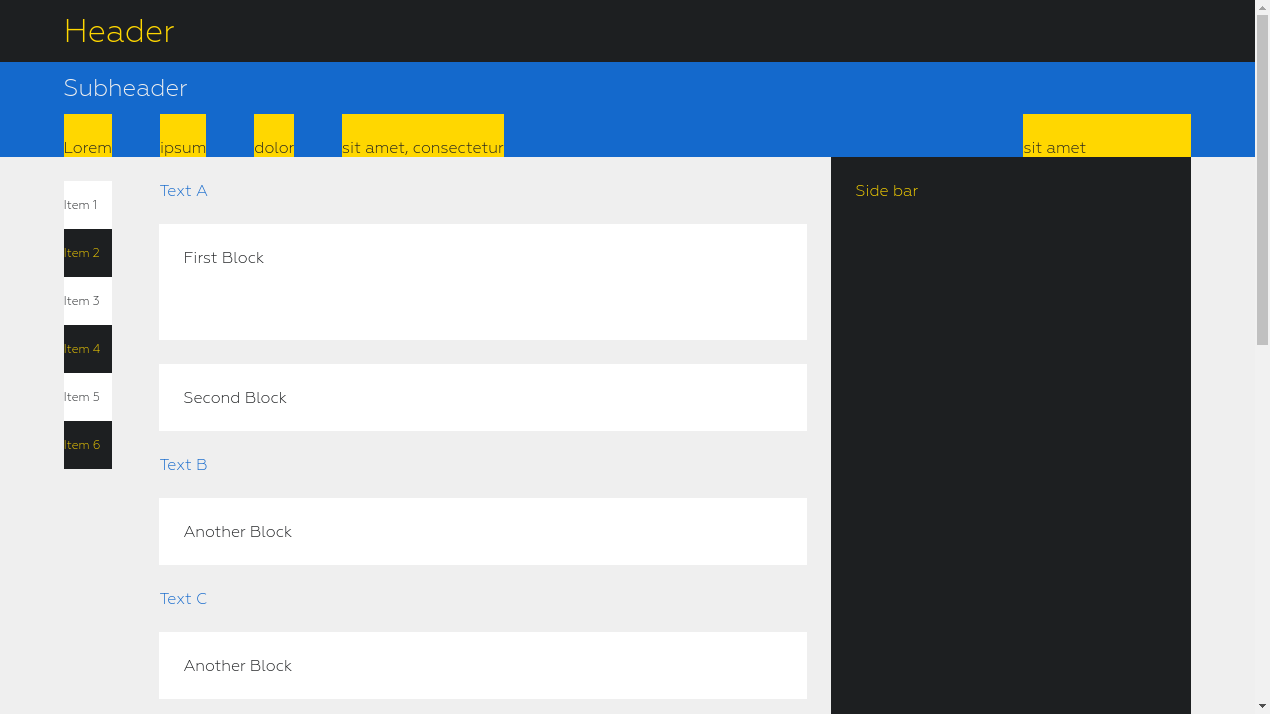 Header
Subheader
Lorem ipsum dolor sit amet, consectetur sit amet
Item 1
Item 2
Item 3
Item 4
Item 5
Item 6
Text A
First Block
Second Block
Text B
Another Block
Text C
Another Block
Side bar